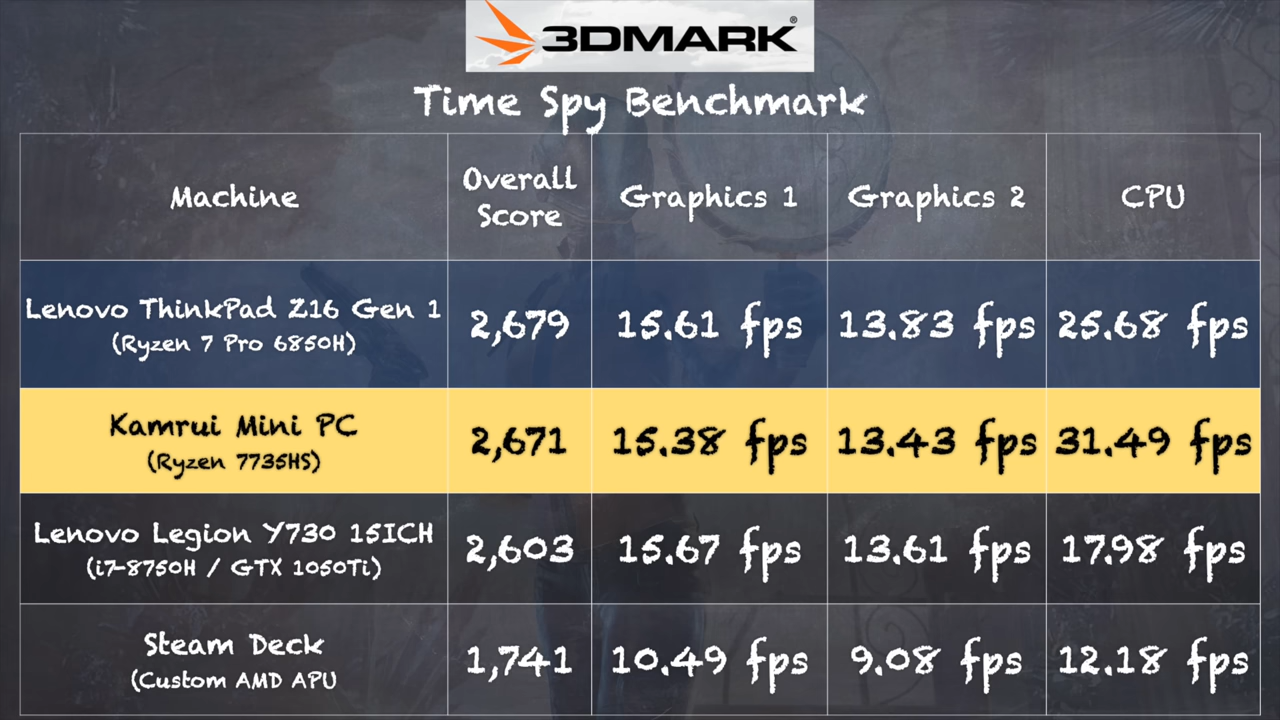 3DMARK®
Time Spy Benchmark
Machine
Overall
Score
Graphics 1
Graphics 2
CPU
Lenovo ThinkPad Z16 Gen 1
(Ryzen 7 Pro 6850H)
2,679
15.61 fps
13.83 fps
25.68 fps
Kamrui Mini PC
(Ryzen 7735HS)
2,671
15.38 fps
13.43 fps
31.49 fps
Lenovo Legion Y730 15ICH
(i7-8750H / GTX 1050Ti)
2,603
15.67 fps
13.61 fps
17.98 fps
Steam Deck
(Custom AMD APU
1,741
10.49 fps
9.08 fps
12.18 fps